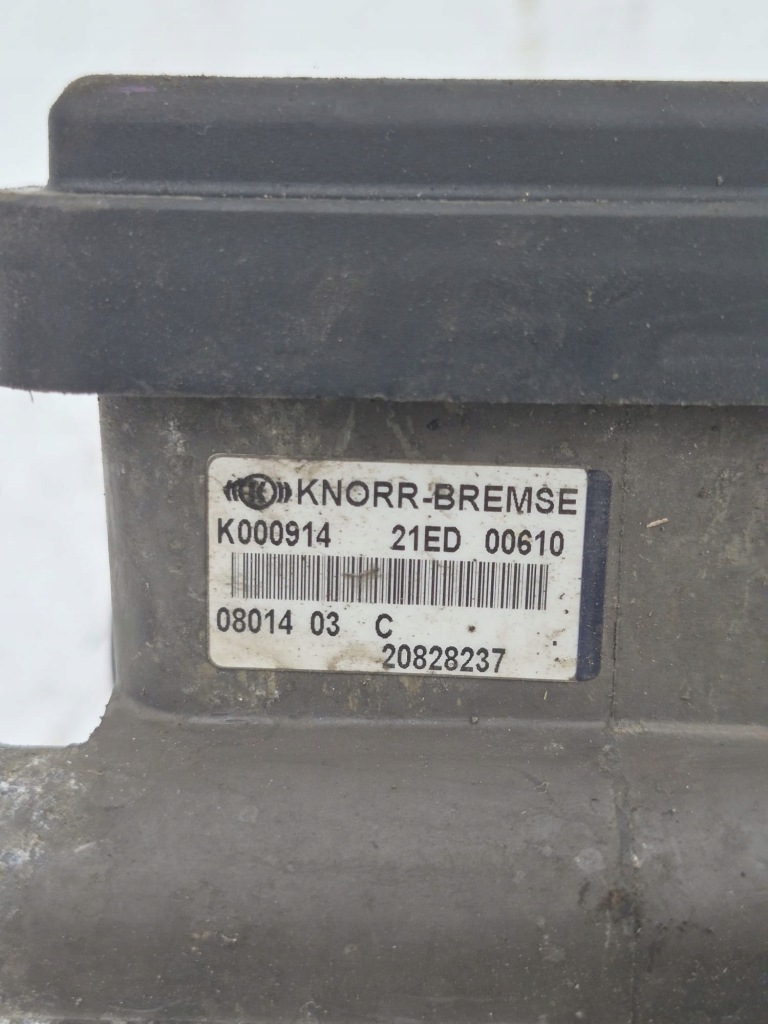 KNORR-BREMSE
K000914 21ED 00610
08014 03 C
20828237